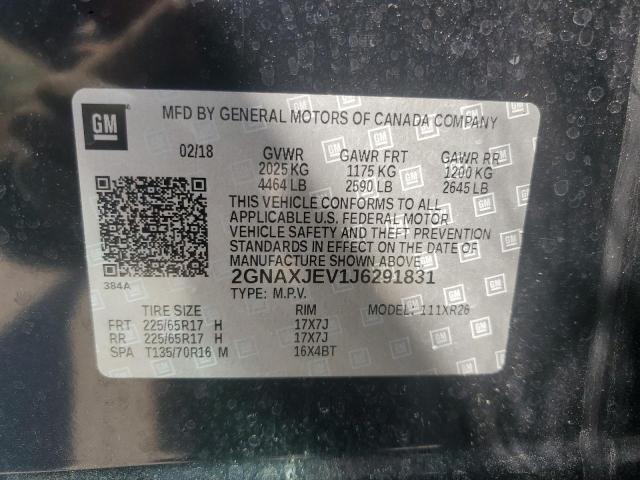 GM
MFD BY GENERAL MOTORS OF CANADA COMPANY
02/18 GVWR GAWR FRT GAWR RR
2025 KG 1175 KG 1200 KG
4464 LB 2590 LB 2645 LB
THIS VEHICLE CONFORMS TO ALL
APPLICABLE U.S. FEDERAL MOTOR
VEHICLE SAFETY AND THEFT PREVENTION
STANDARDS IN EFFECT ON THE DATE OF
MANUFACTURE SHOWN ABOVE.
384A 2GNAXJEV1J6291831
TYPE: M.P.V. MODEL: 111XR26
TIRE SIZE RIM
FRT 225/65R17 H 17X7J
RR 225/65R17 H 17X7J
SPA T135/70R16 M 16X4BT